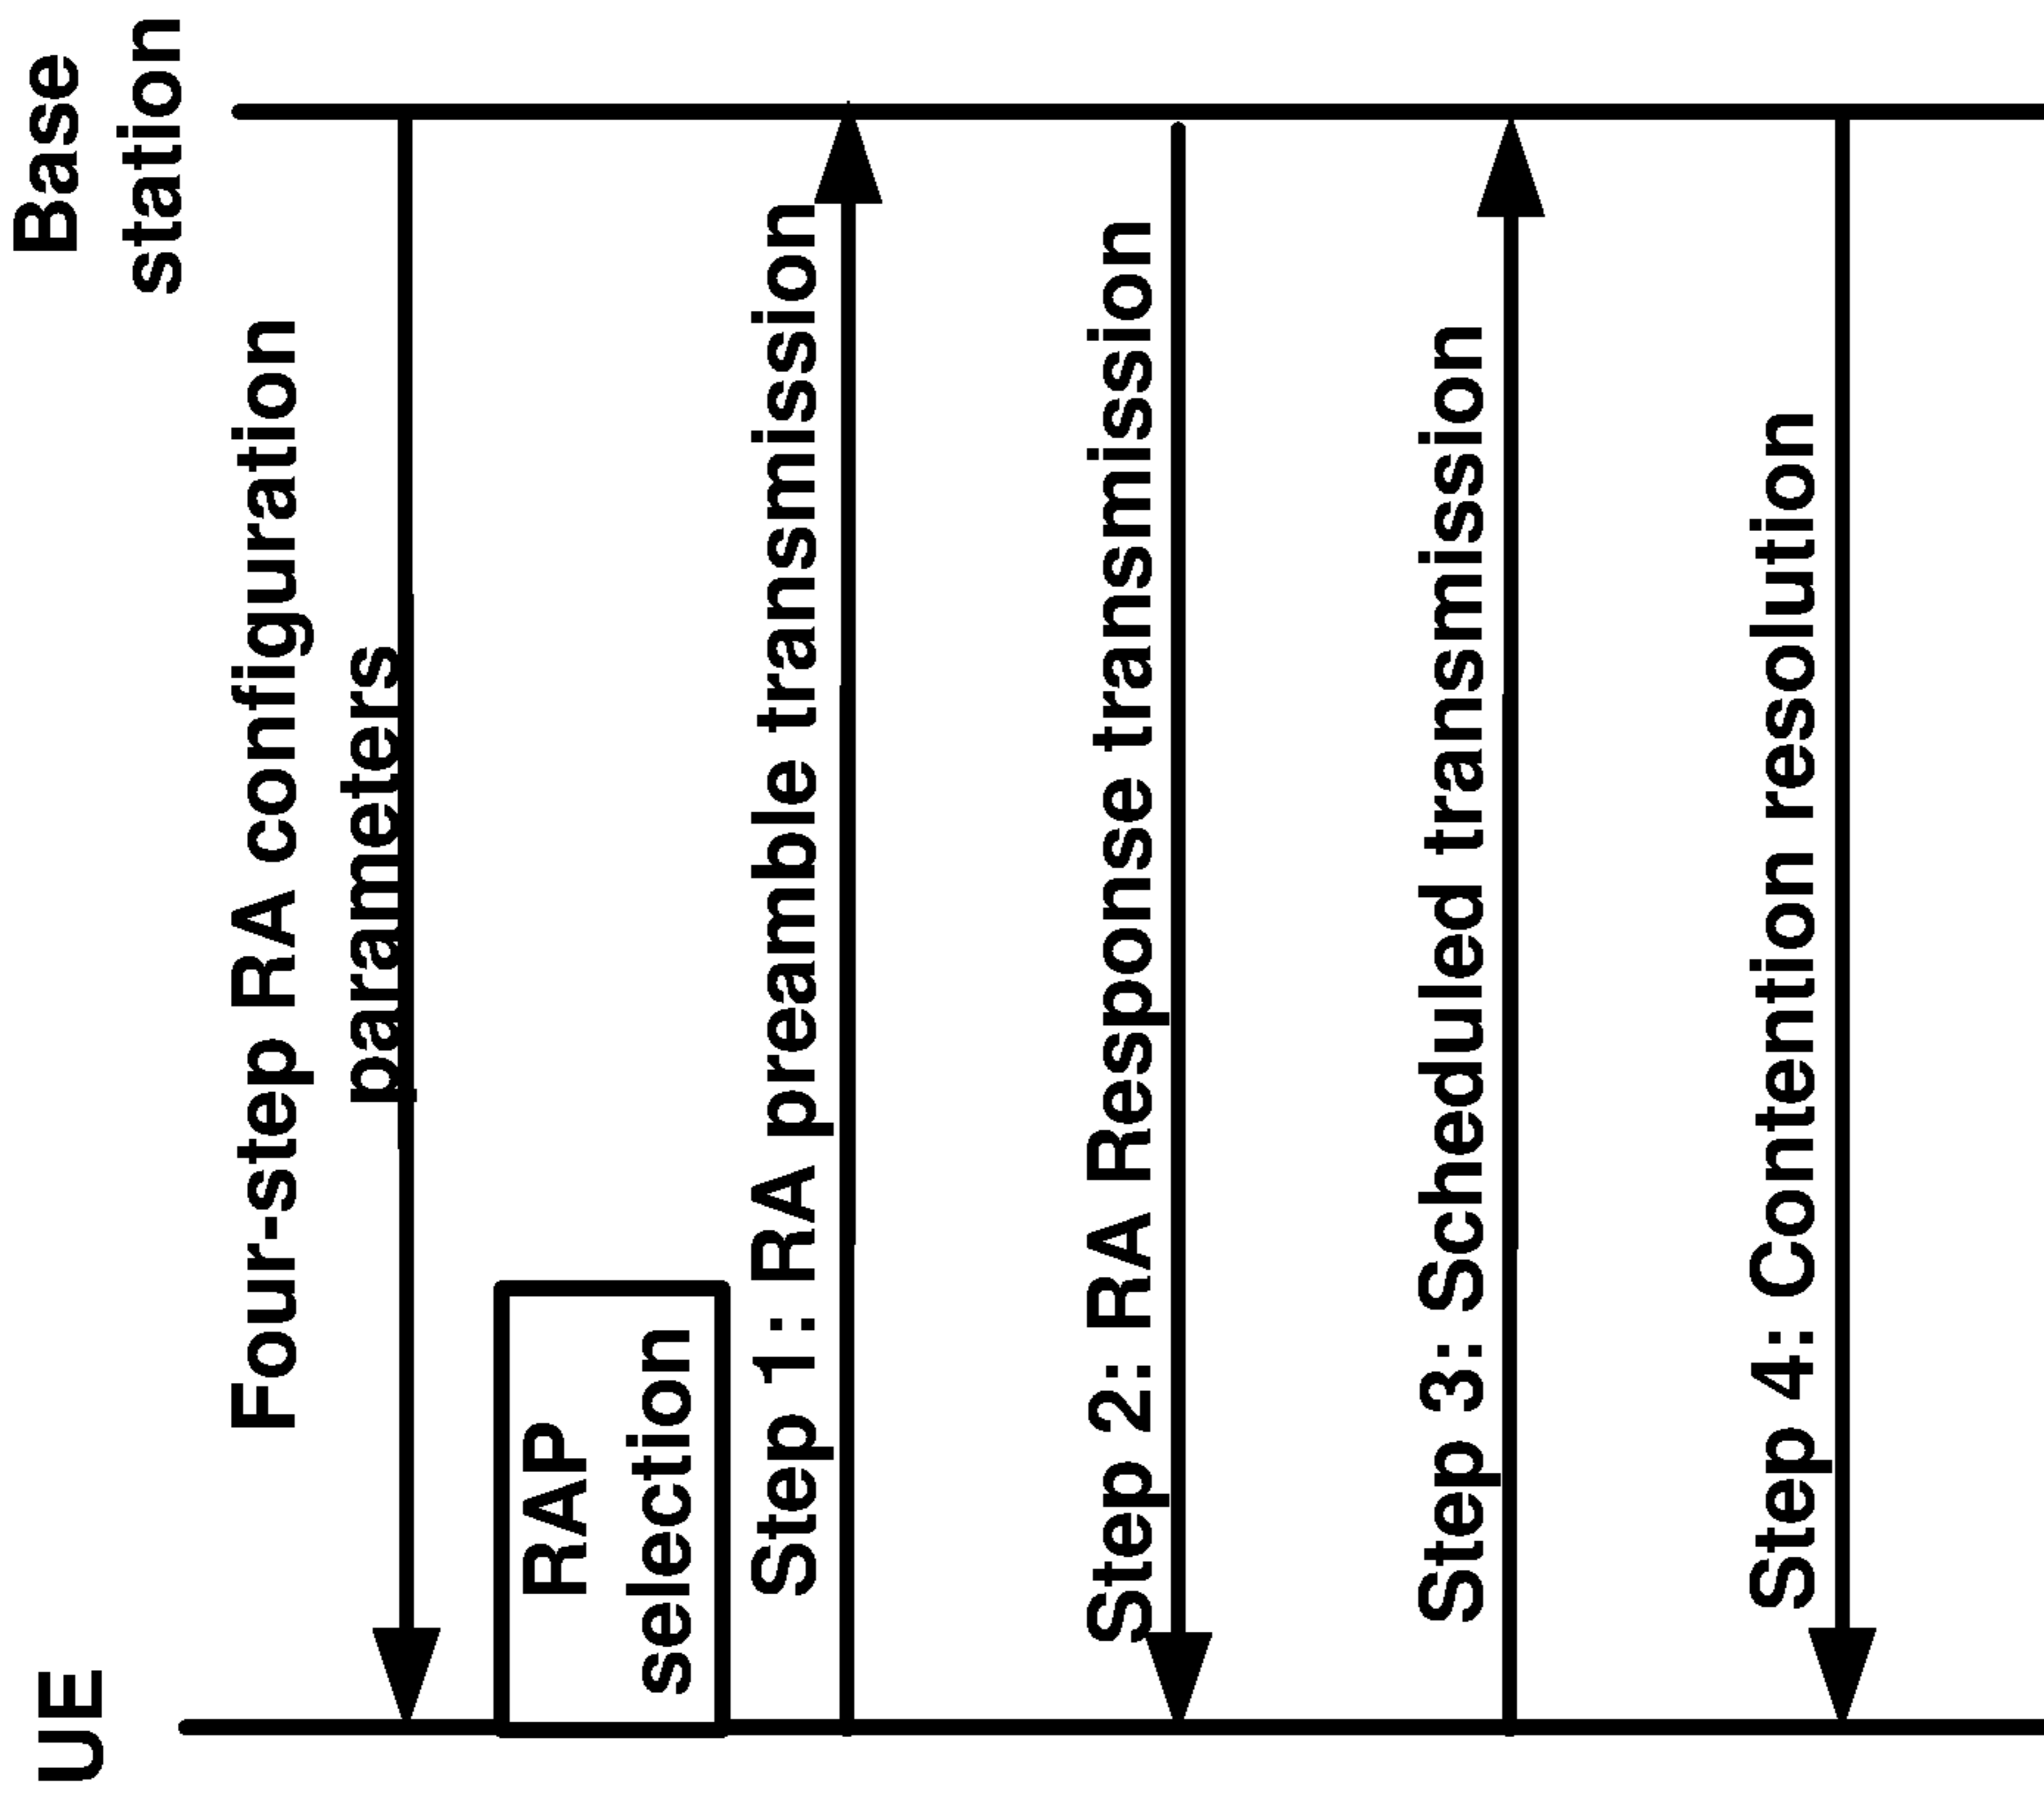 UE
Base
station
Four-step RA configuration
parameters
RAP
selection
Step 1: RA preamble transmission
Step 2: RA Response transmission
Step 3: Scheduled transmission
Step 4: Contention resolution